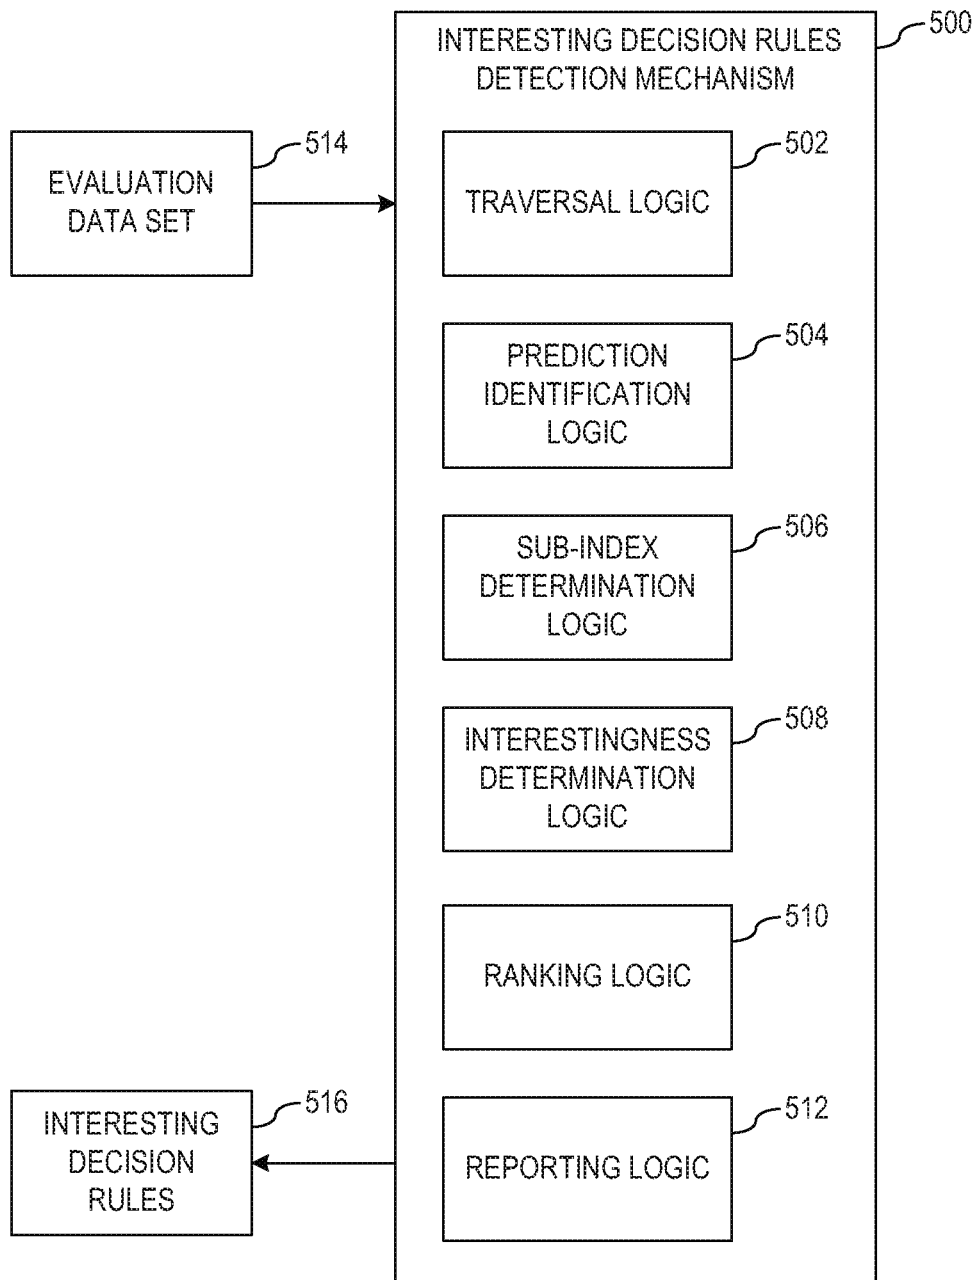 500
INTERESTING DECISION RULES
DETECTION MECHANISM
514
EVALUATION
DATA SET
502
TRAVERSAL LOGIC
504
PREDICTION
IDENTIFICATION
LOGIC
506
SUB-INDEX
DETERMINATION
LOGIC
508
INTERESTINGNESS
DETERMINATION
LOGIC
510
RANKING LOGIC
516
INTERESTING
DECISION
RULES
512
REPORTING LOGIC